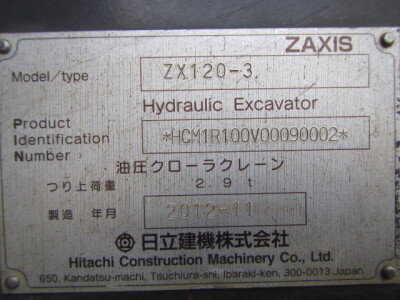 ZAXIS
Model/type ZX120-3.
Hydraulic Excavator
Product
Identification *HCM1R100V00090002*
Number
油圧クローラクレーン
つり上荷重 2.9t
製造 年月 2012-11
日立建機株式会社
Hitachi Construction Machinery Co., Ltd.
650, Kandatsu-machi, Tsuchiura-shi, Ibaraki-ken, 300-0013 Japan